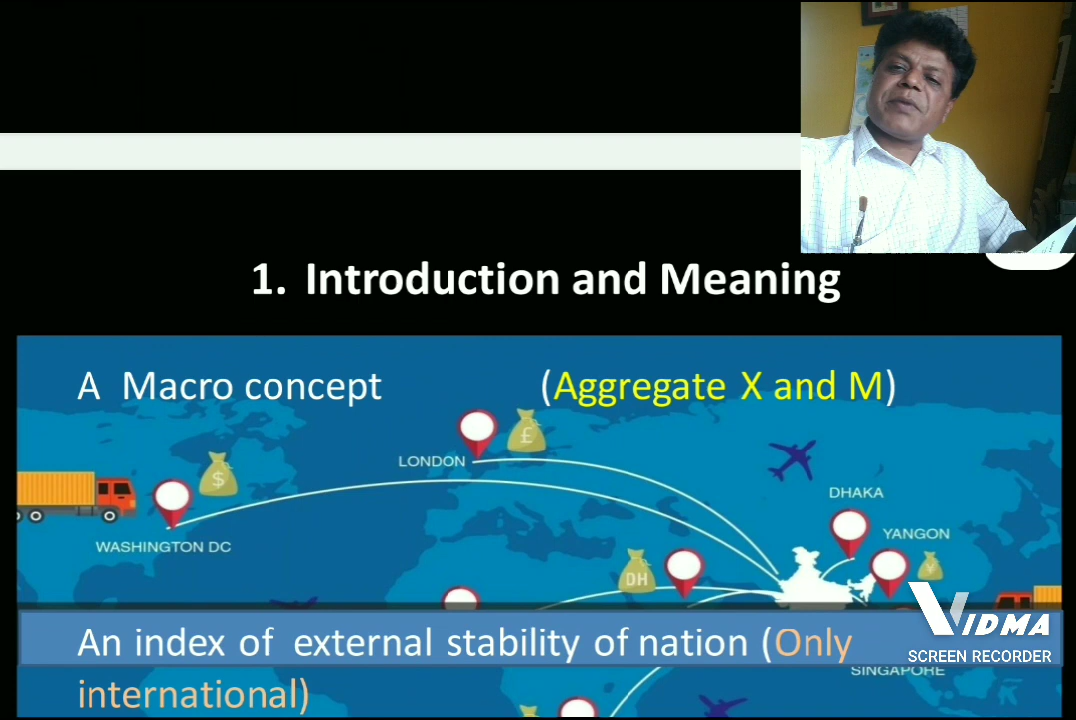 1. Introduction and Meaning
A Macro concept (Aggregate X and M)
£
LONDON
$
DHAKA
WASHINGTON DC
YANGON
DH
¥
VIDMA
An index of external stability of nation (Only
SCREEN RECORDER
SINGAPORE
international)